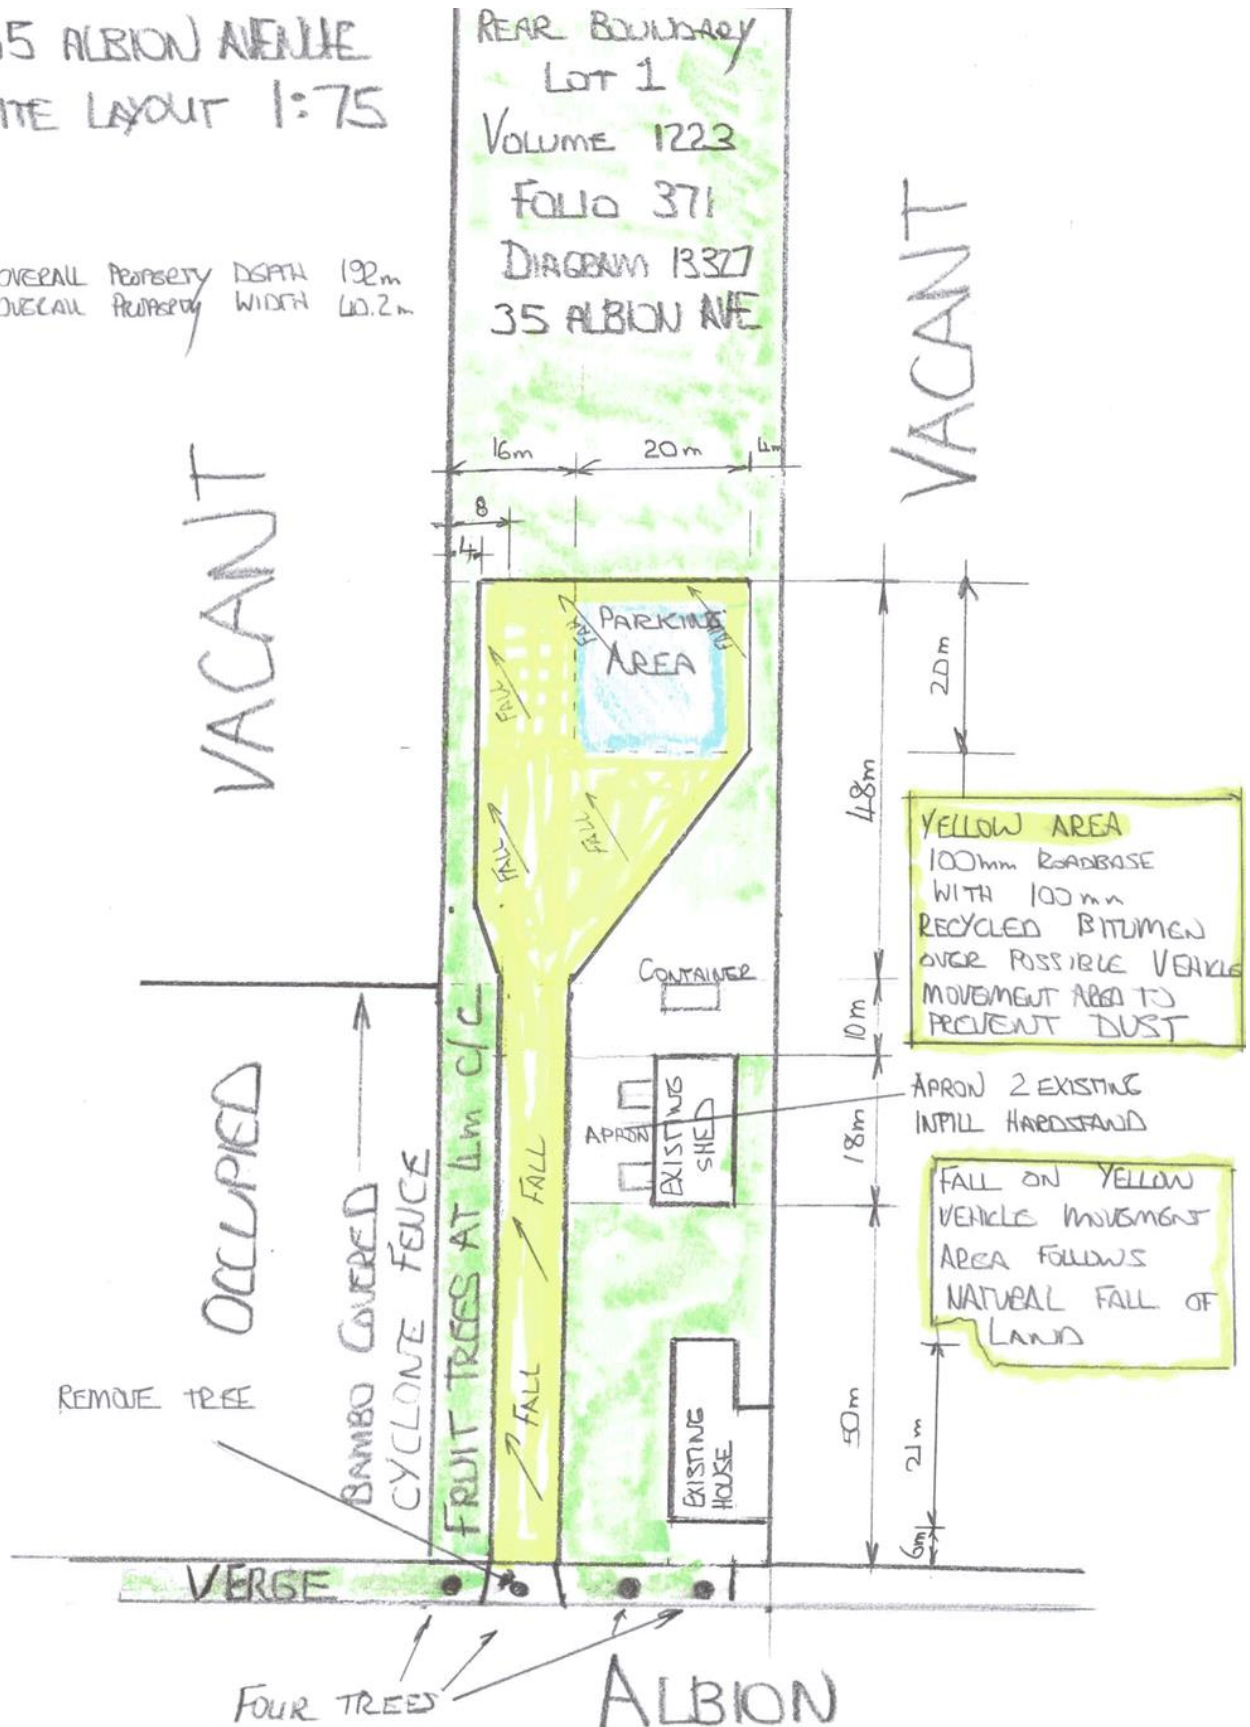 35 ALBION AVENUE
SITE LAYOUT 1:75
OVERALL PROPERTY DEPTH 192m
OVERALL PROPERTY WIDTH 40.2m
REAR BOUNDARY
LOT 1
VOLUME 1223
FOLIO 371
DIAGRAM 13327
35 ALBION AVE
VACANT
VACANT
16m
20m
4m
8
4
PARKING
AREA
FALL
FALL
FALL
FALL
FALL
48m
20m
YELLOW AREA
100mm ROADBASE
WITH 100mm
RECYCLED BITUMEN
OVER POSSIBLE VEHICLE
MOVEMENT AREA TO
PREVENT DUST
CONTAINER
10m
APRON
EXISTING
SHED
18m
APRON 2 EXISTING
INFILL HARDSTAND
OCCUPIED
BAMBO COVERED
CYCLONE FENCE
FRUIT TREES AT 4m C/C
FALL
FALL
FALL ON YELLOW
VEHICLE MOVEMENT
AREA FOLLOWS
NATURAL FALL OF
LAND
REMOVE TREE
EXISTING
HOUSE
50m
21m
6m
VERGE
FOUR TREES
ALBION